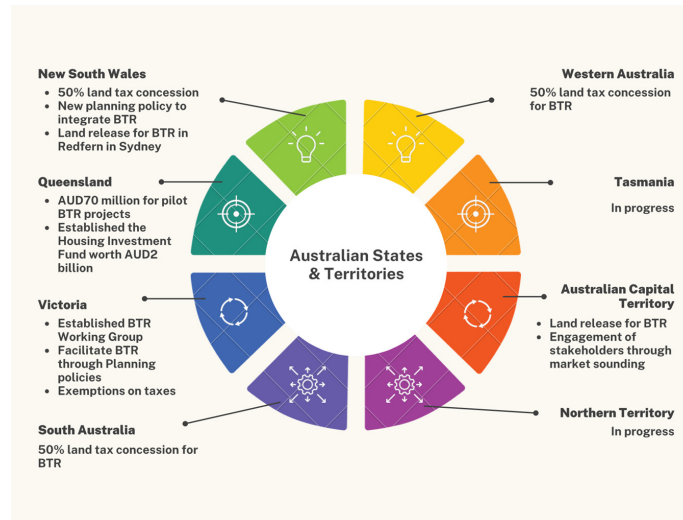 New South Wales
• 50% land tax concession
• New planning policy to
integrate BTR
• Land release for BTR in
Redfern in Sydney
Queensland
• AUD70 million for pilot
BTR projects
• Established the
Housing Investment
Fund worth AUD2
billion
Victoria
• Established BTR
Working Group
• Facilitate BTR
through Planning
policies
• Exemptions on taxes
South Australia
50% land tax concession for
BTR
Australian States
& Territories
Western Australia
50% land tax concession
for BTR
Tasmania
In progress
Australian Capital
Territory
• Land release for BTR
• Engagement of
stakeholders through
market sounding
Northern Territory
In progress